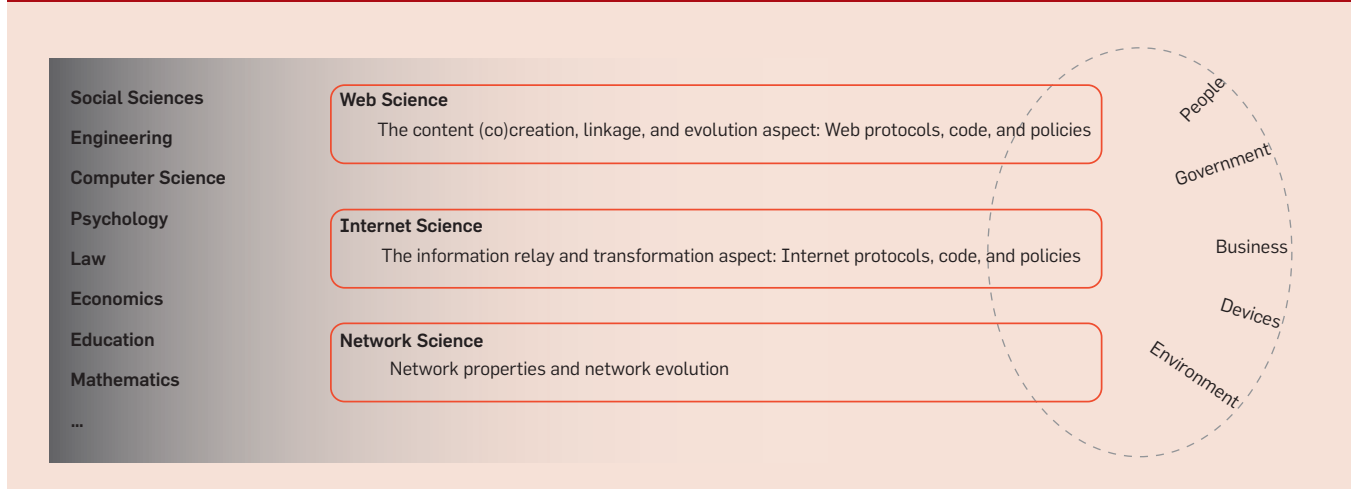 Social Sciences
Engineering
Computer Science
Psychology
Law
Economics
Education
Mathematics
...
Web Science
The content (co)creation, linkage, and evolution aspect: Web protocols, code, and policies
Internet Science
The information relay and transformation aspect: Internet protocols, code, and policies
Network Science
Network properties and network evolution
People
Government
Business
Devices
Environment